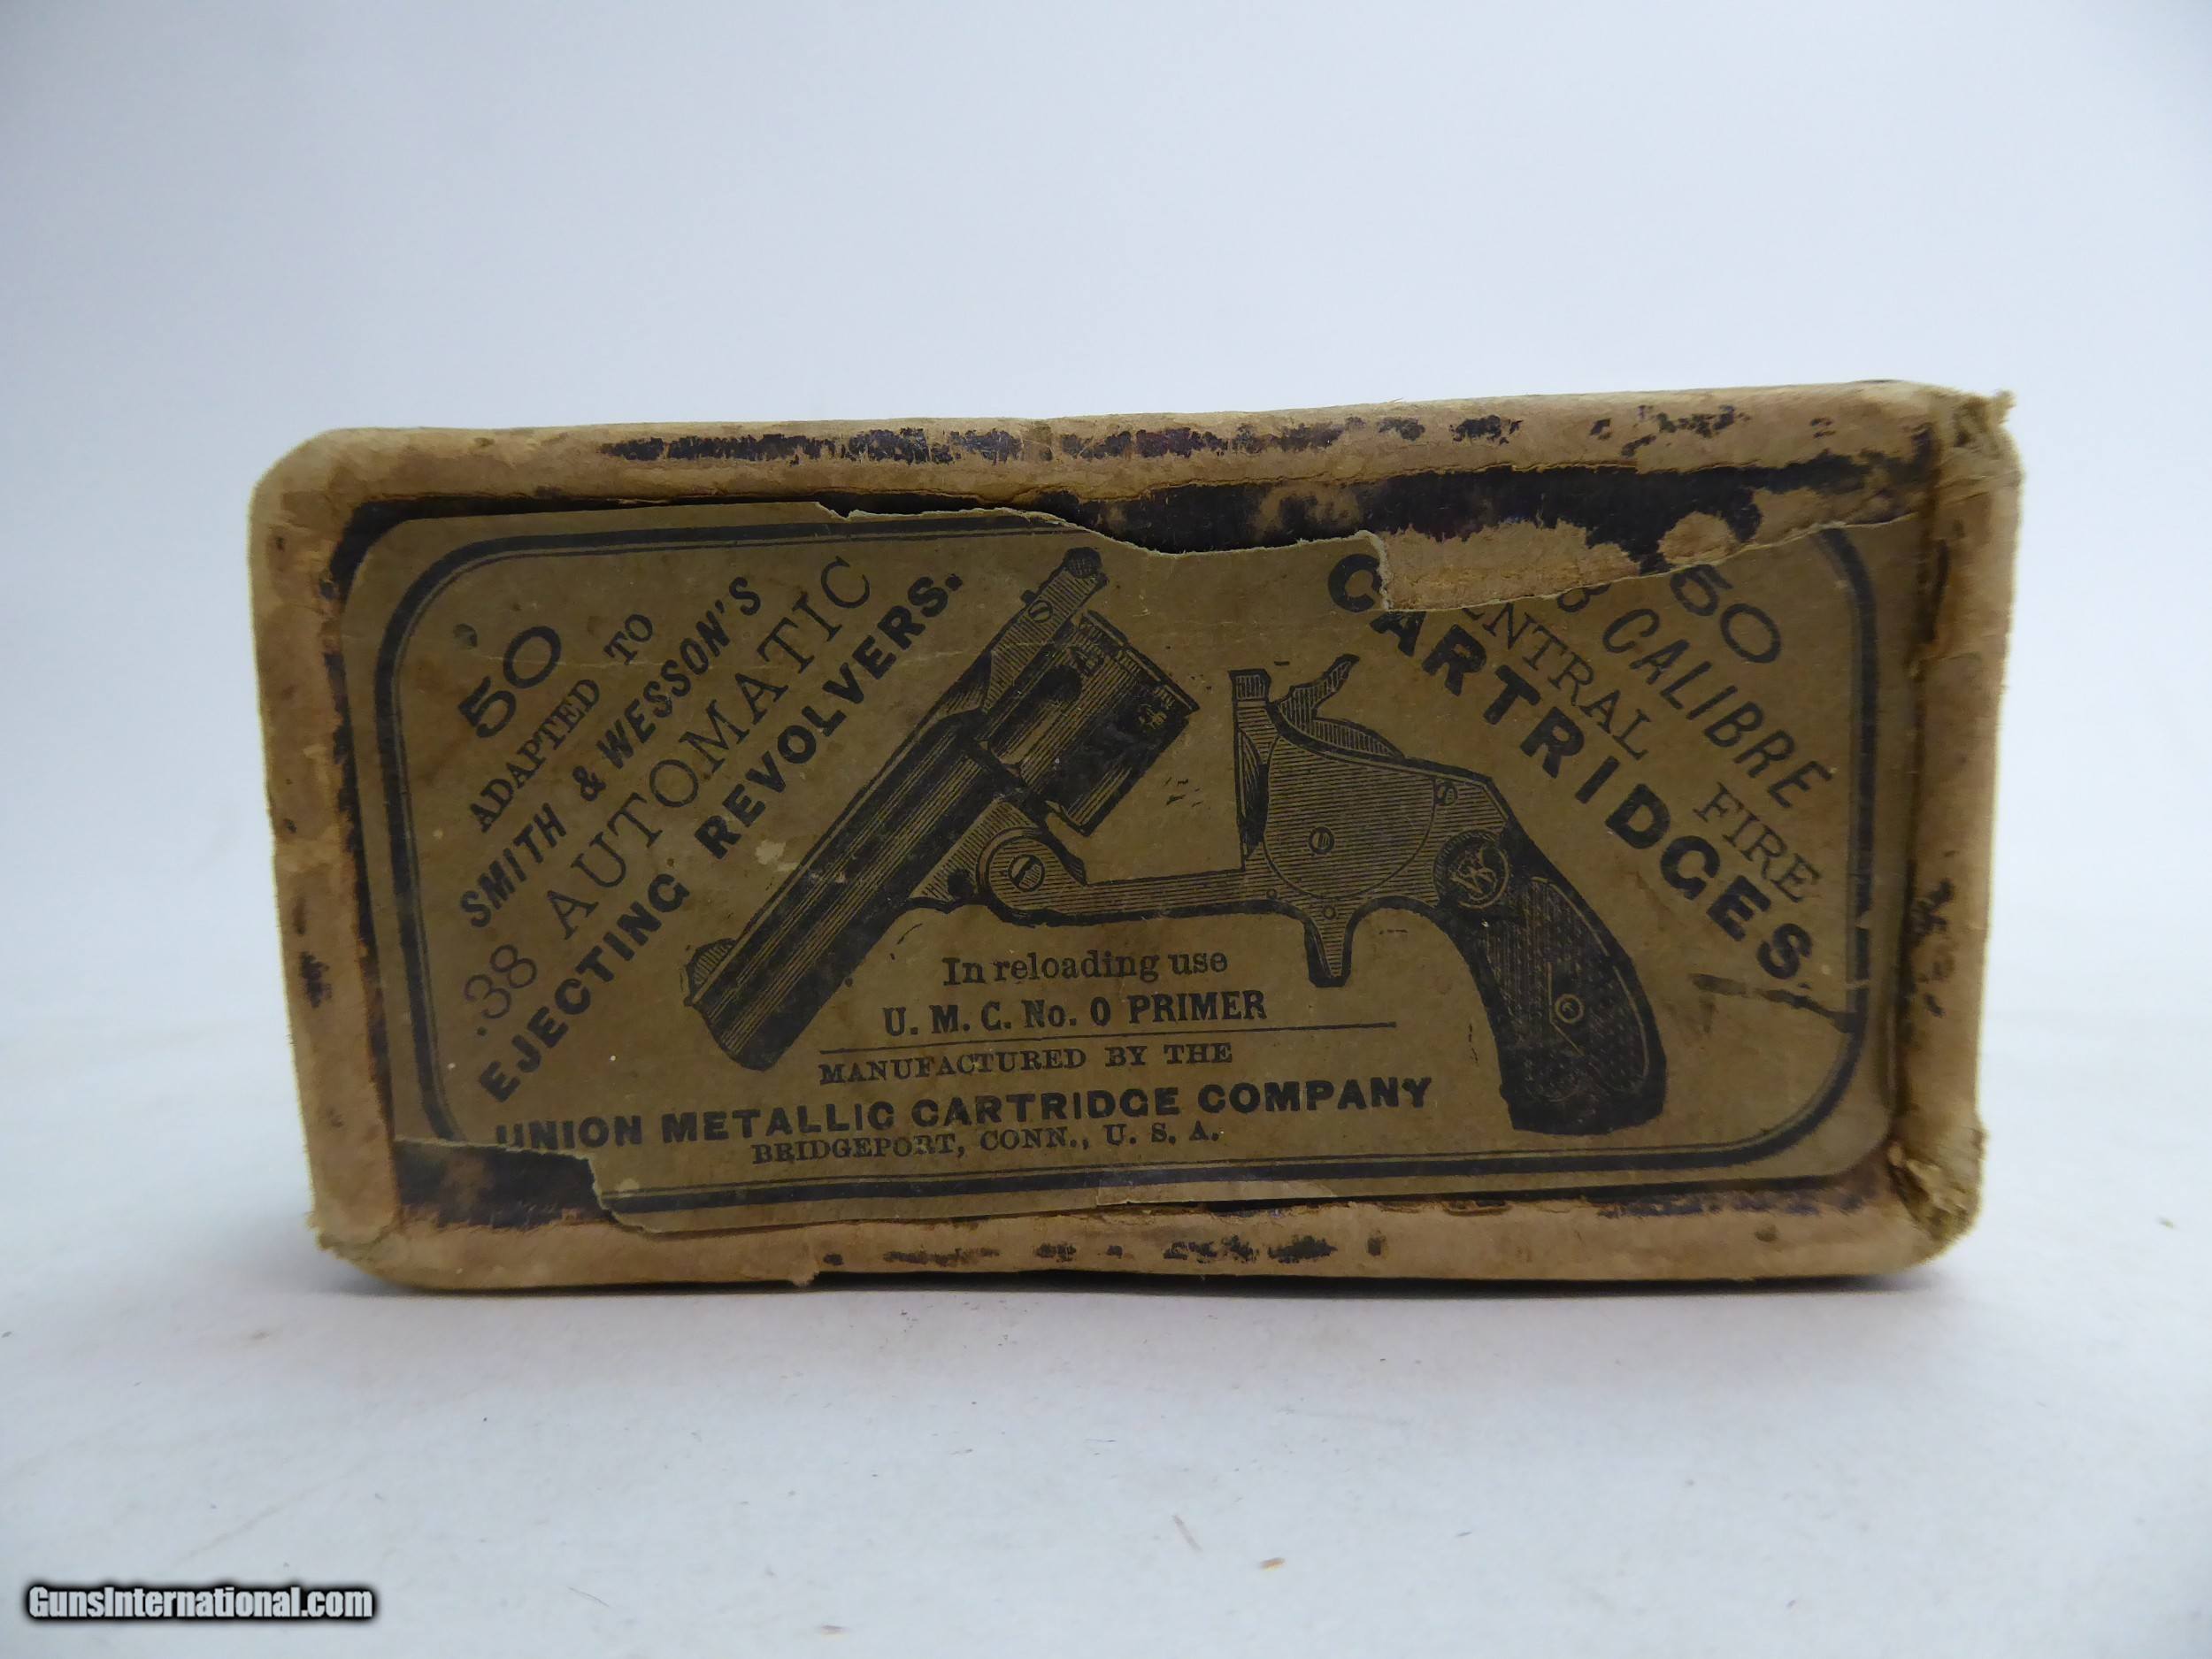 50
ADAPTED TO
SMITH & WESSON'S
.38 AUTOMATIC
EJECTING REVOLVERS.
50
CALIBRE
FIRE
CARTRIDGES.
In reloading use
U. M. C. No. 0 PRIMER
MANUFACTURED BY THE
UNION METALLIC CARTRIDGE COMPANY
BRIDGEPORT, CONN., U. S. A.
GunsInternational.com